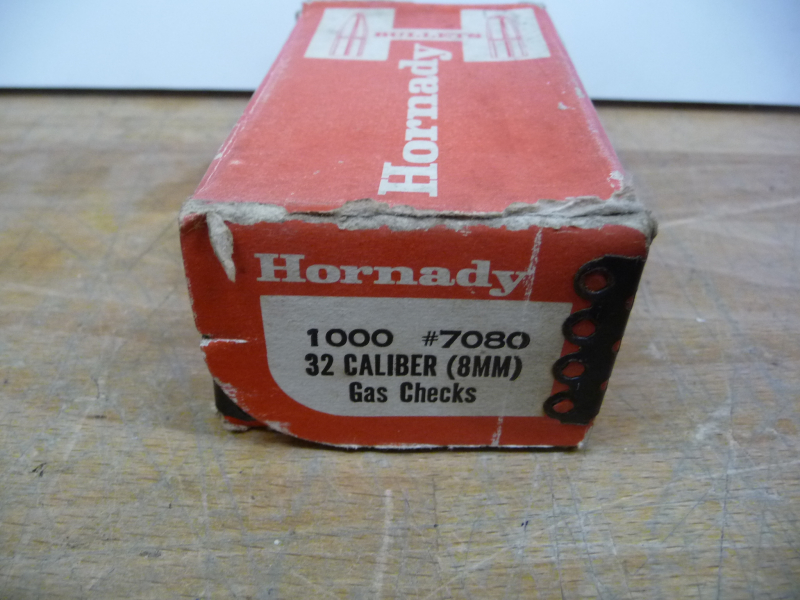 BULLETS
Hornady
Hornady
1000 #7080
32 CALIBER (8MM)
Gas Checks